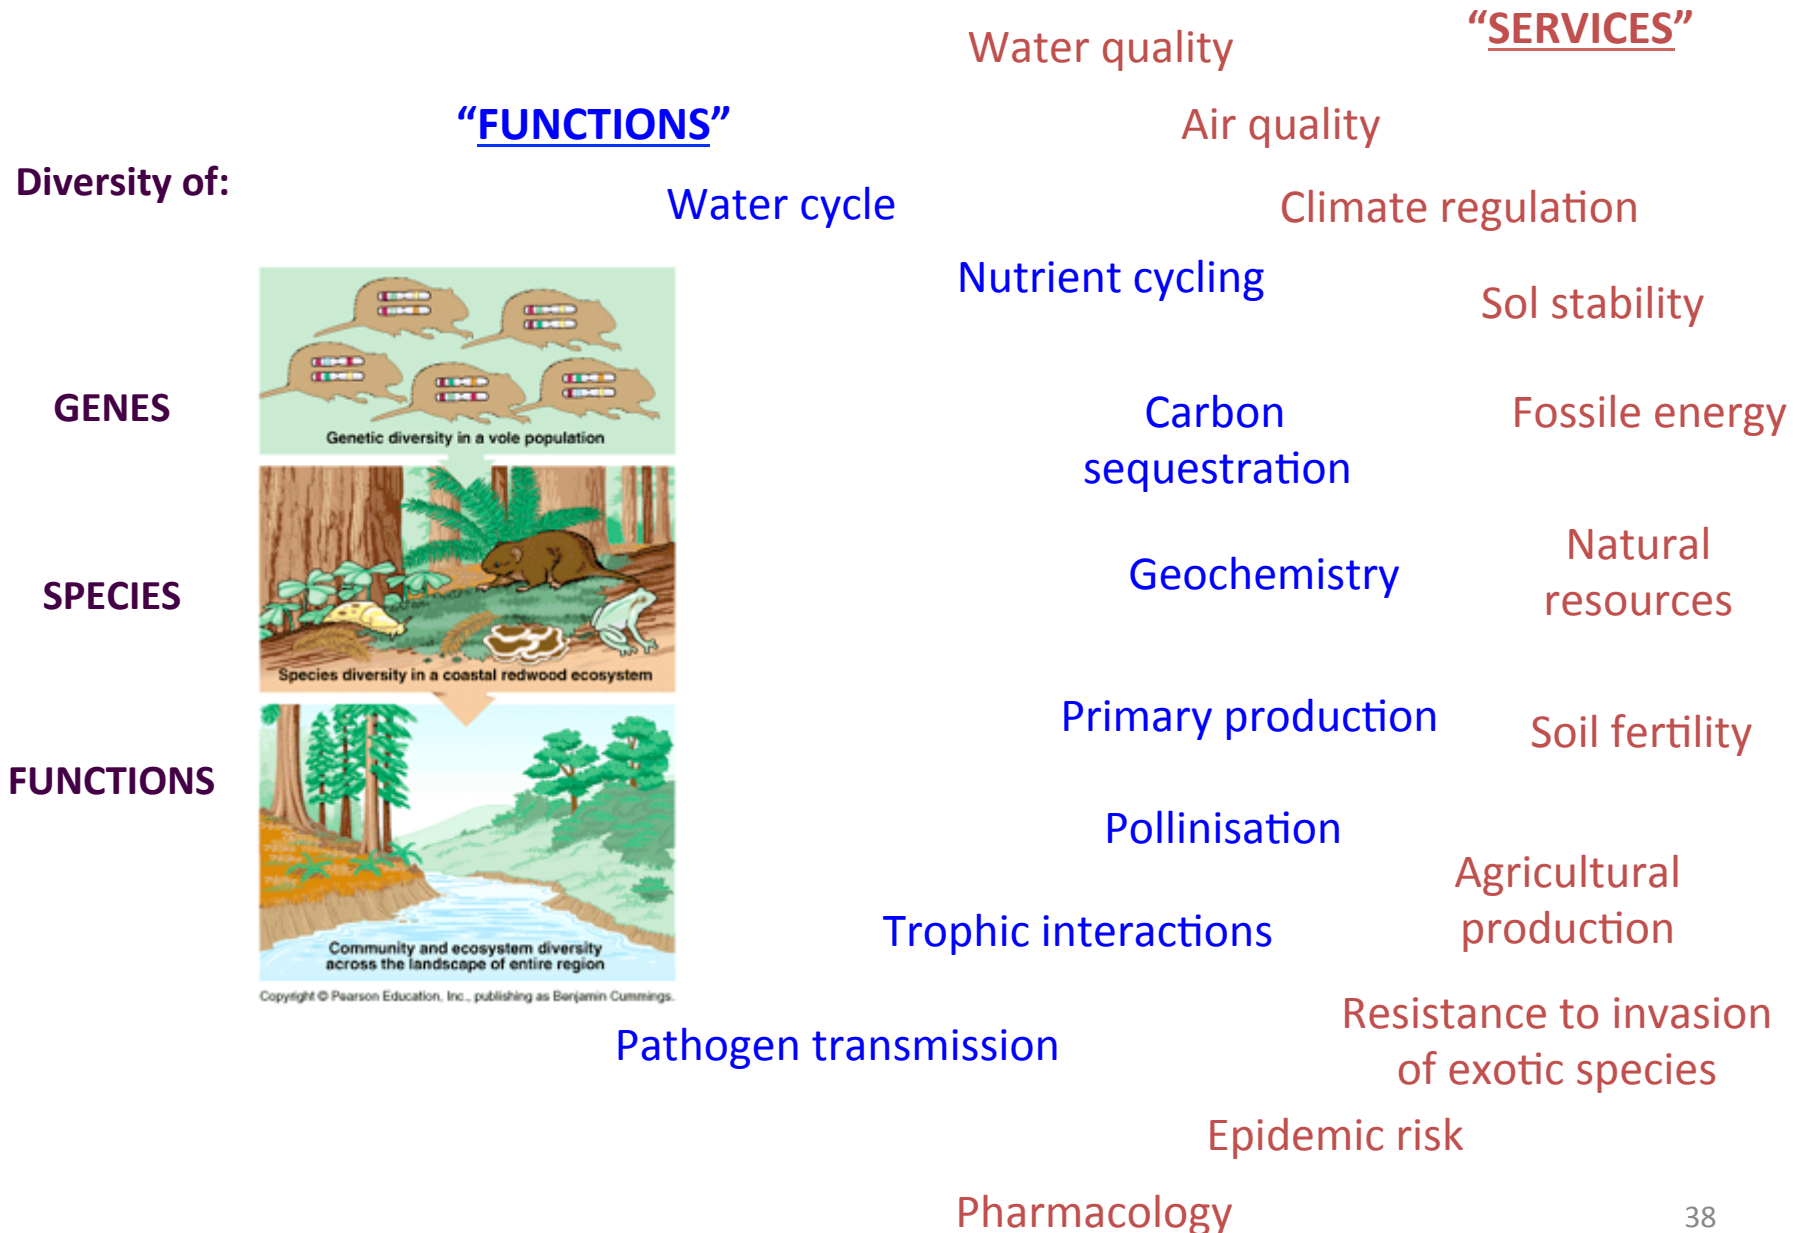 “SERVICES”
Water quality
“FUNCTIONS”
Air quality
Diversity of:
Water cycle
Climate regulation
Nutrient cycling
Sol stability
GENES
Genetic diversity in a vole population
Carbon
sequestration
Fossile energy
SPECIES
Species diversity in a coastal redwood ecosystem
Geochemistry
Natural
resources
Primary production
Soil fertility
FUNCTIONS
Pollinisation
Agricultural
production
Trophic interactions
Community and ecosystem diversity
across the landscape of entire region
Copyright © Pearson Education, Inc., publishing as Benjamin Cummings.
Resistance to invasion
of exotic species
Pathogen transmission
Epidemic risk
Pharmacology
38